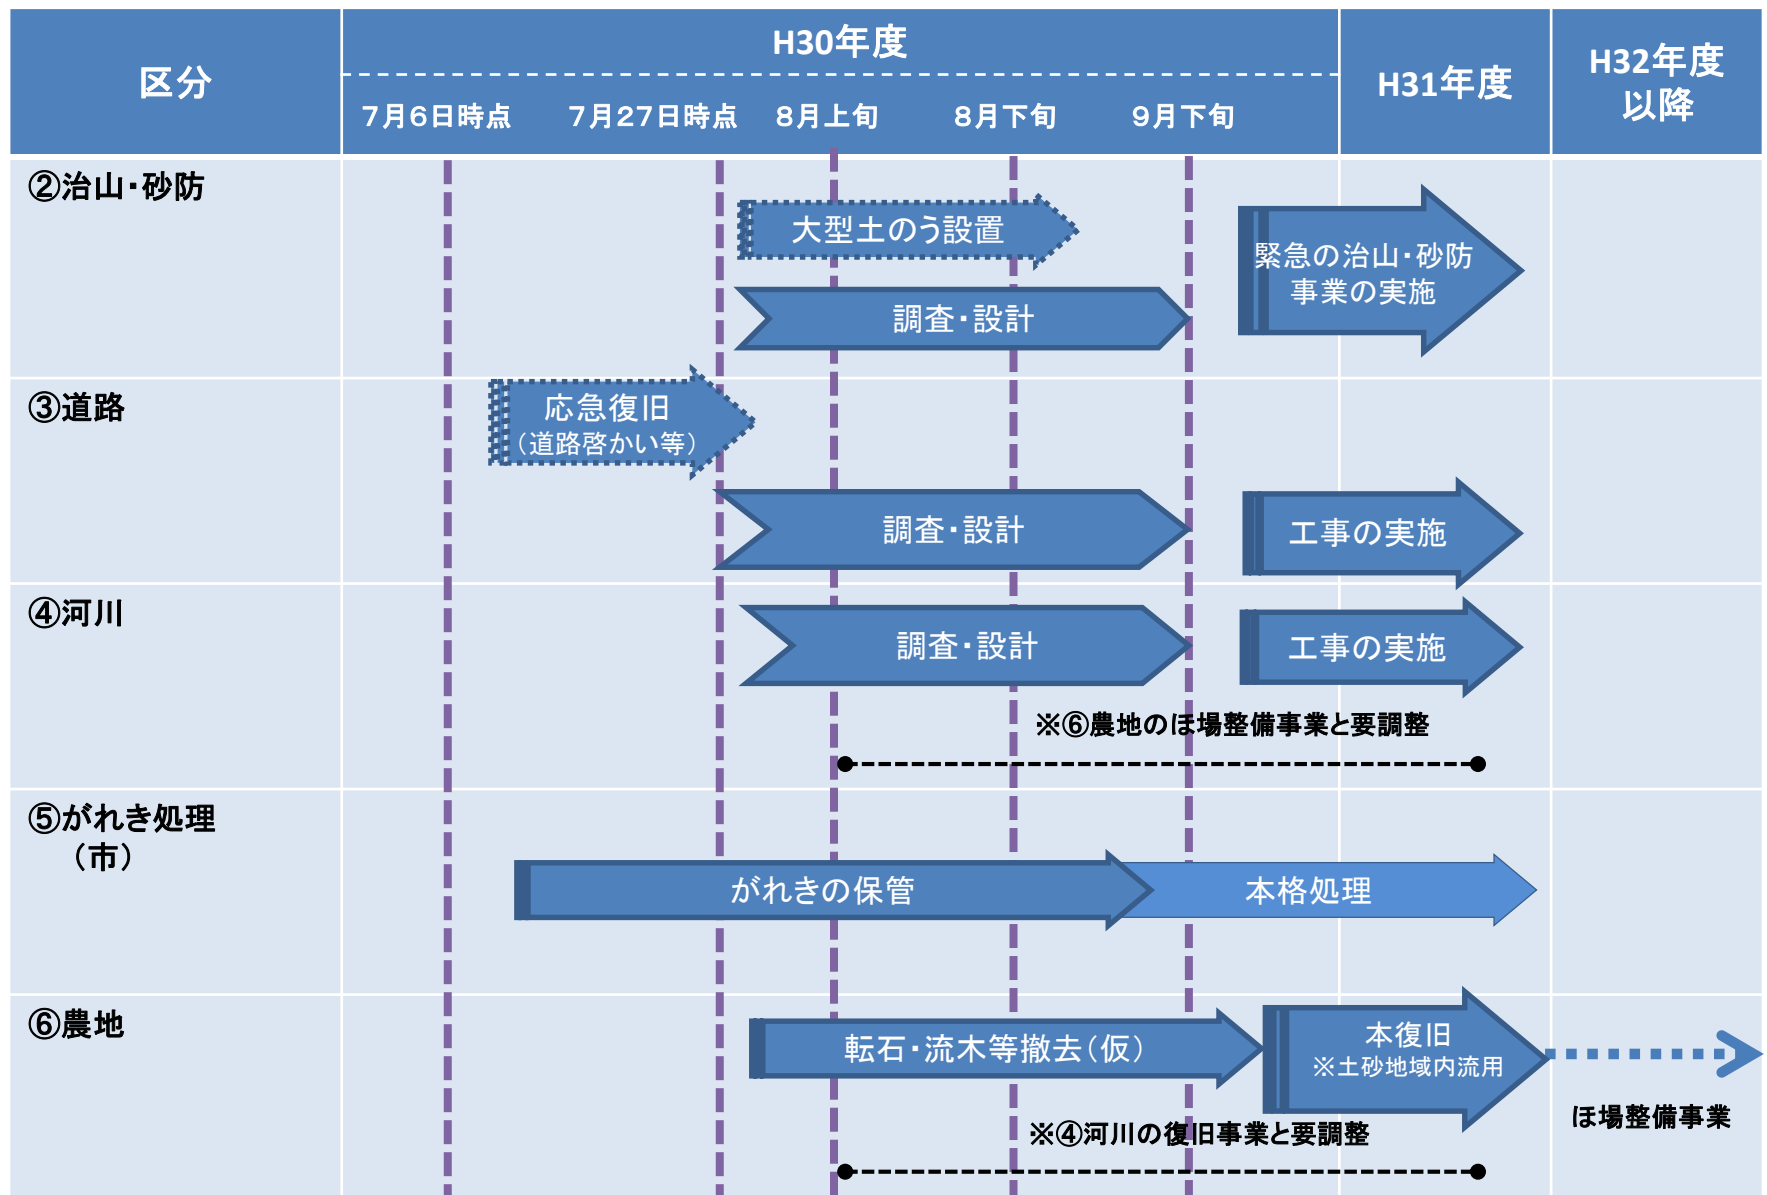 区分
H30年度
H31年度
H32年度
以降
7月6日時点
7月27日時点
8月上旬
8月下旬
9月下旬
②治山・砂防
大型土のう設置
調査・設計
緊急の治山・砂防
事業の実施
③道路
応急復旧
（道路啓かい等）
調査・設計
工事の実施
④河川
調査・設計
工事の実施
※⑥農地のほ場整備事業と要調整
⑤がれき処理
（市）
がれきの保管
本格処理
⑥農地
転石・流木等撤去（仮）
本復旧
※土砂地域内流用
ほ場整備事業
※④河川の復旧事業と要調整